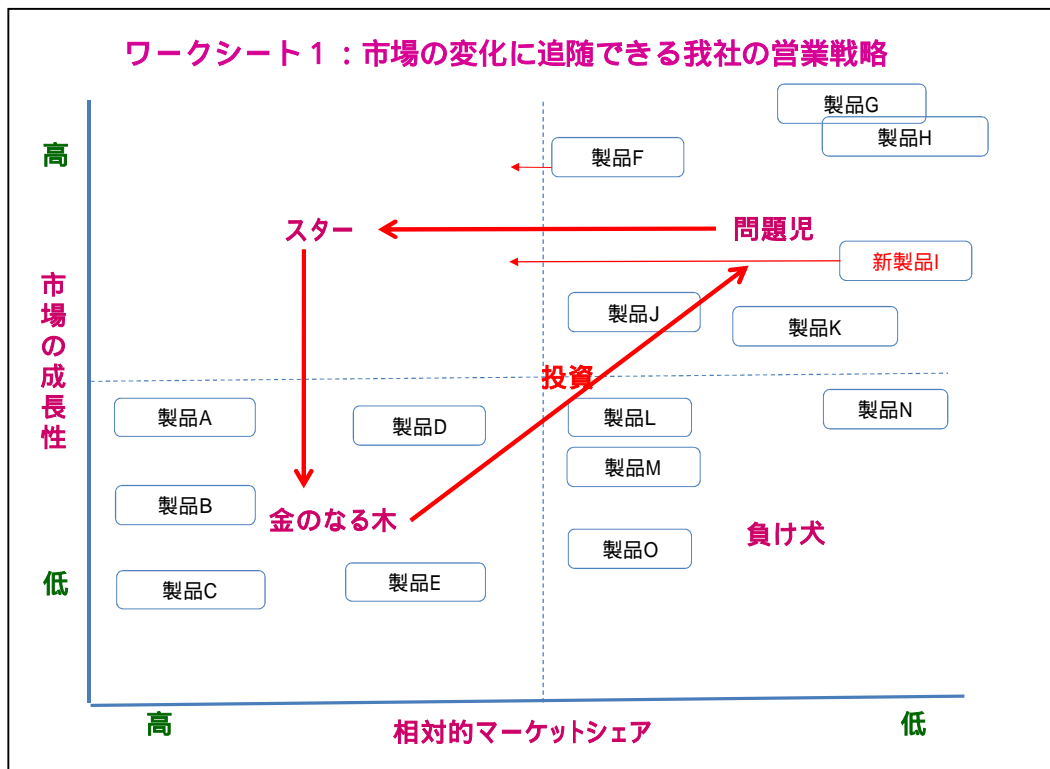 ワークシート1:市場の変化に追随できる我社の営業戦略
製品G
製品H
高
製品F
スター
問題児
新製品I
市場の成長性
製品J
製品K
投資
製品A
製品D
製品L
製品N
製品M
製品B
金のなる木
負け犬
製品O
低
製品C
製品E
高
相対的マーケットシェア
低